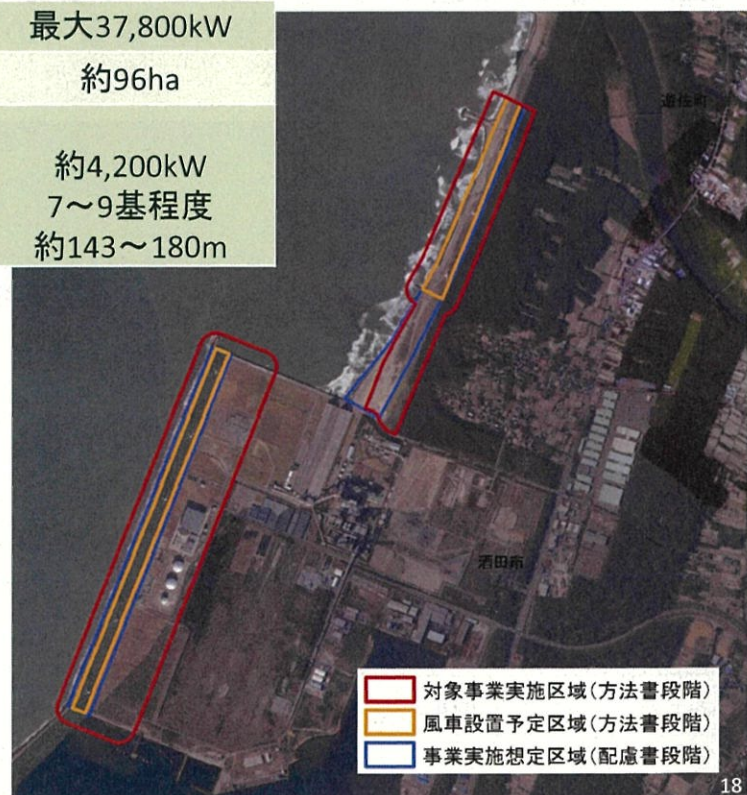 最大37,800kW
約96ha
約4,200kW
7～9基程度
約143～180m
遊佐町
酒田市
対象事業実施区域(方法書段階)
風車設置予定区域(方法書段階)
事業実施想定区域(配慮書段階)
18